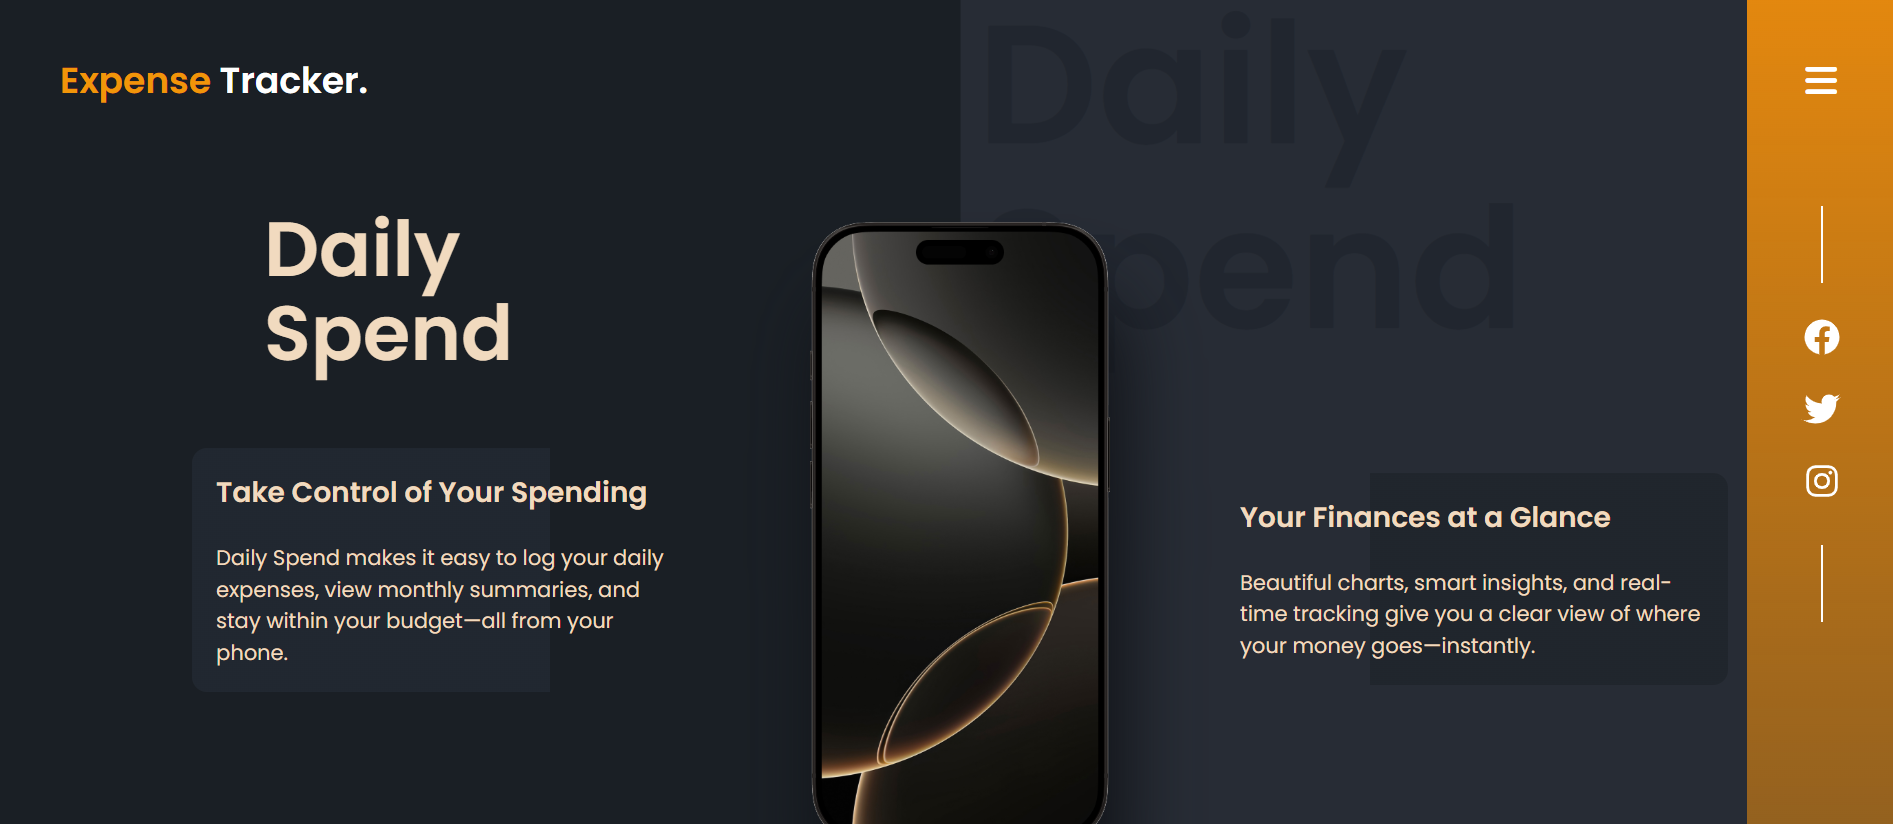 Expense Tracker.
Daily
Spend
Daily
Spend
Take Control of Your Spending
Daily Spend makes it easy to log your daily
expenses, view monthly summaries, and
stay within your budget—all from your
phone.
Your Finances at a Glance
Beautiful charts, smart insights, and real-
time tracking give you a clear view of where
your money goes—instantly.